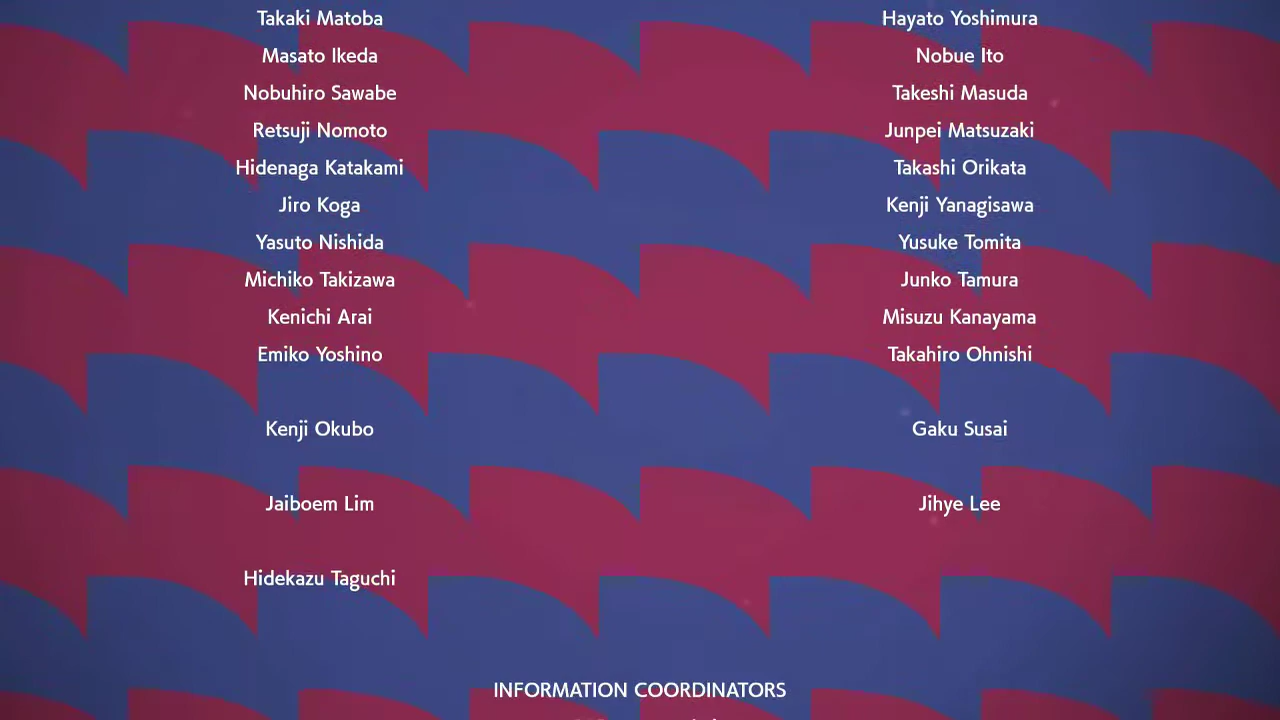 Takaki Matoba Hayato Yoshimura
Masato Ikeda Nobue Ito
Nobuhiro Sawabe Takeshi Masuda
Retsuji Nomoto Junpei Matsuzaki
Hidenaga Katakami Takashi Orikata
Jiro Koga Kenji Yanagisawa
Yasuto Nishida Yusuke Tomita
Michiko Takizawa Junko Tamura
Kenichi Arai Misuzu Kanayama
Emiko Yoshino Takahiro Ohnishi
Kenji Okubo Gaku Susai
Jaiboem Lim Jihye Lee
Hidekazu Taguchi
INFORMATION COORDINATORS